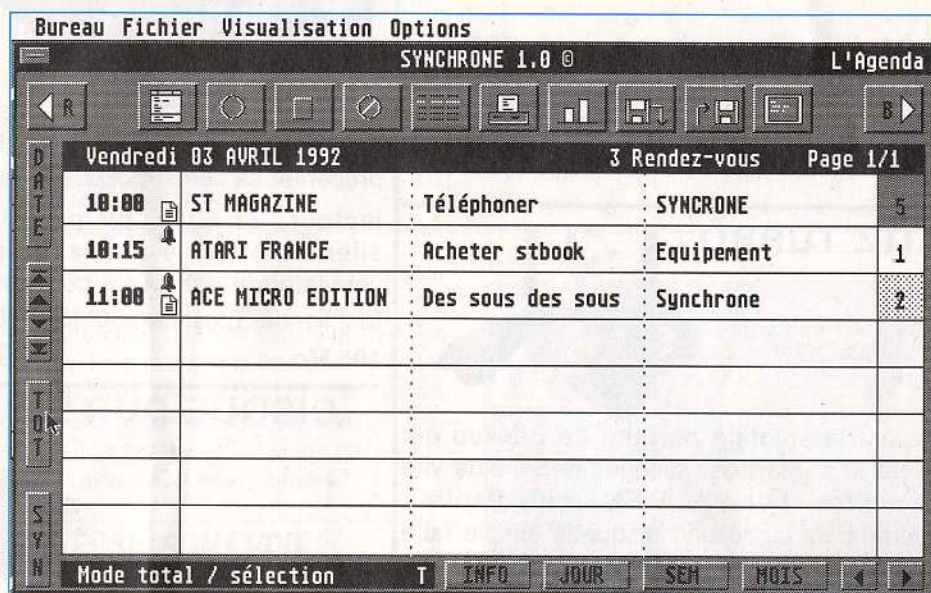 Bureau Fichier Visualisation Options
SYNCHRONE 1.0 © L'Agenda
R B
DATE
Vendredi 03 AVRIL 1992 3 Rendez-vous Page 1/1
10:00 ST MAGAZINE Téléphoner SYNCRONE 5
10:15 ATARI FRANCE Acheter stbook Equipement 1
11:00 ACE MICRO EDITION Des sous des sous Synchrone 2
TOT
SYN
Mode total / sélection T INFO JOUR SEM MOIS